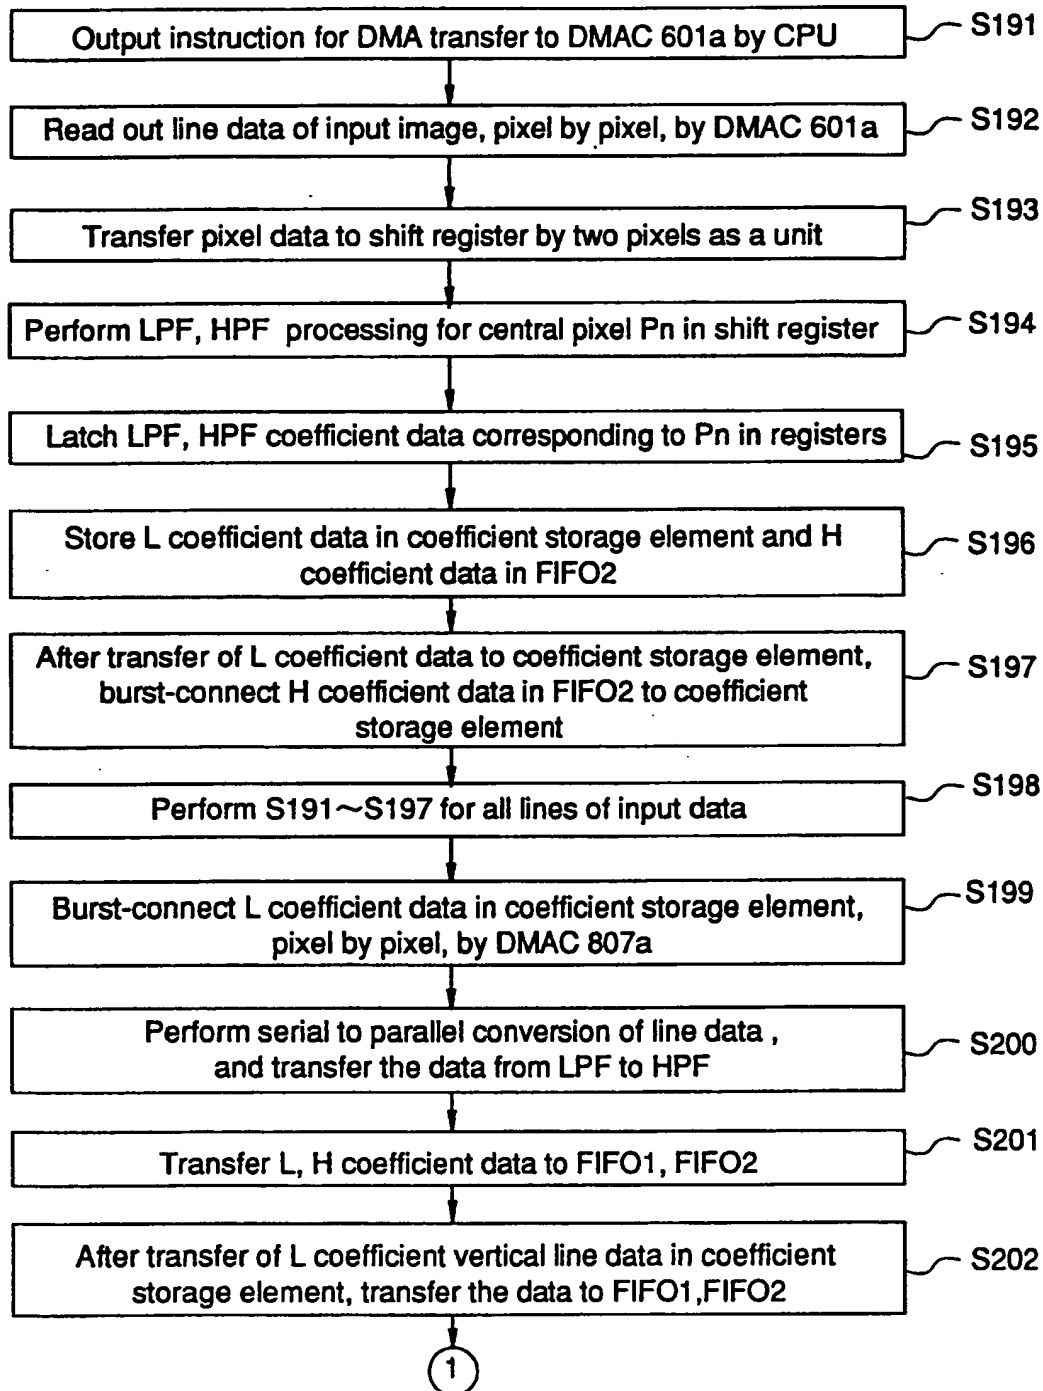 Output instruction for DMA transfer to DMAC 601a by CPU
S191
Read out line data of input image, pixel by pixel, by DMAC 601a
S192
Transfer pixel data to shift register by two pixels as a unit
S193
Perform LPF, HPF processing for central pixel Pn in shift register
S194
Latch LPF, HPF coefficient data corresponding to Pn in registers
S195
Store L coefficient data in coefficient storage element and H
coefficient data in FIFO2
S196
After transfer of L coefficient data to coefficient storage element,
burst-connect H coefficient data in FIFO2 to coefficient
storage element
S197
Perform S191~S197 for all lines of input data
S198
Burst-connect L coefficient data in coefficient storage element,
pixel by pixel, by DMAC 807a
S199
Perform serial to parallel conversion of line data ,
and transfer the data from LPF to HPF
S200
Transfer L, H coefficient data to FIFO1, FIFO2
S201
After transfer of L coefficient vertical line data in coefficient
storage element, transfer the data to FIFO1,FIFO2
S202
1